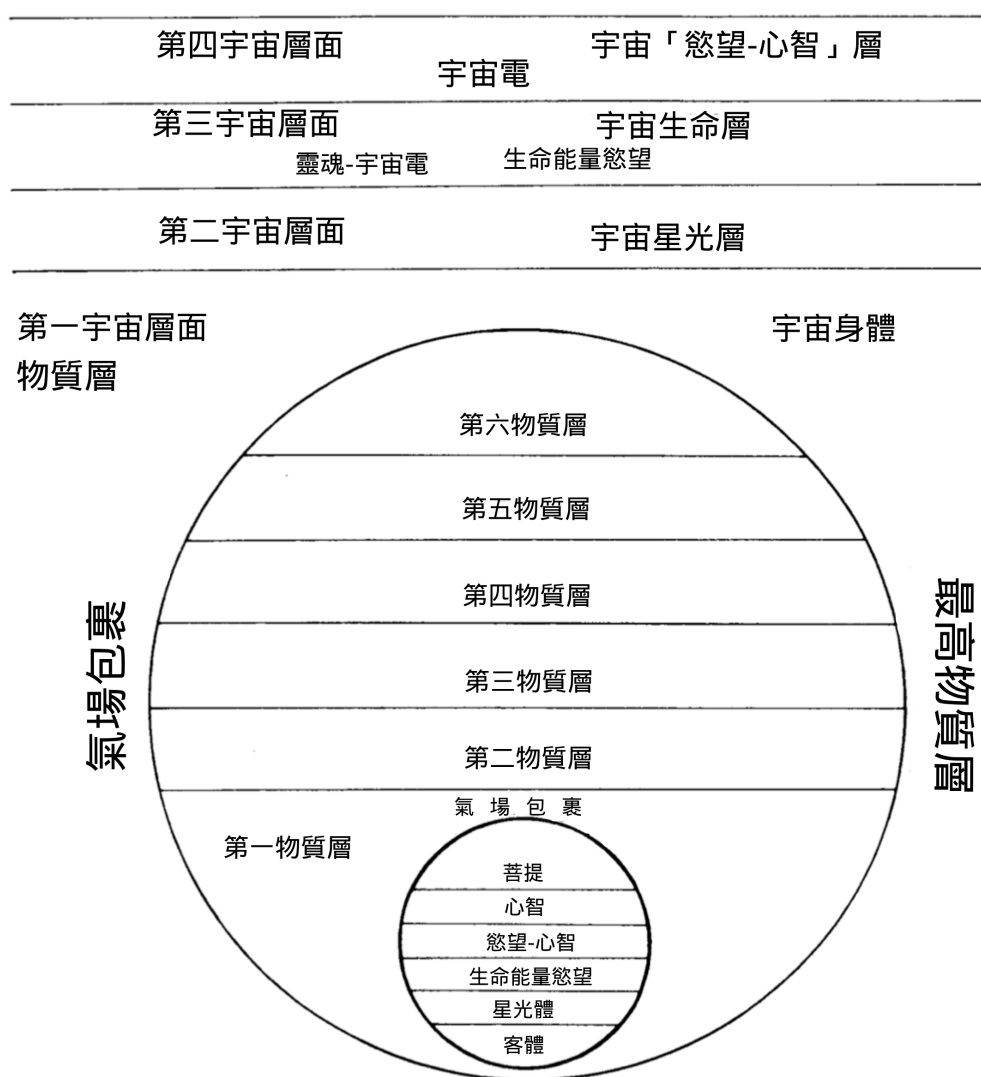 第四宇宙層面
宇宙「慾望-心智」層
宇宙電
第三宇宙層面
宇宙生命層
靈魂-宇宙電
生命能量慾望
第二宇宙層面
宇宙星光層
第一宇宙層面
物質層
宇宙身體
第六物質層
第五物質層
第四物質層
氣場包裹
最高物質層
第三物質層
第二物質層
氣場包裹
第一物質層
菩提
心智
慾望-心智
生命能量慾望
星光體
客體